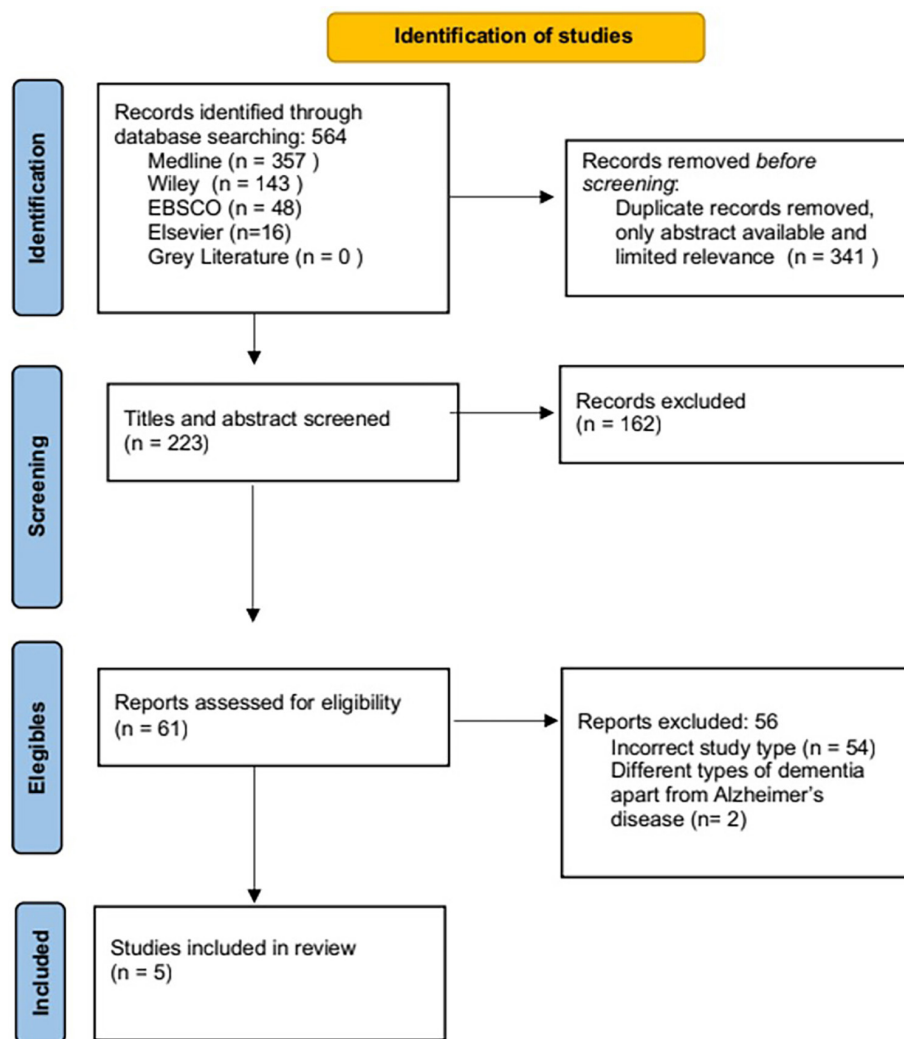 Identification of studies
Identification
Records identified through
database searching: 564
Medline (n = 357 )
Wiley  (n = 143 )
EBSCO (n = 48)
Elsevier (n=16)
Grey Literature (n = 0 )
Records removed before
screening:
Duplicate records removed,
only abstract available and
limited relevance  (n = 341 )
Screening
Titles and abstract screened
(n = 223)
Records excluded
(n = 162)
Elegibles
Reports assessed for eligibility
(n = 61)
Reports excluded: 56
Incorrect study type (n = 54)
Different types of dementia
apart from Alzheimer's
disease (n= 2)
Included
Studies included in review
(n = 5)